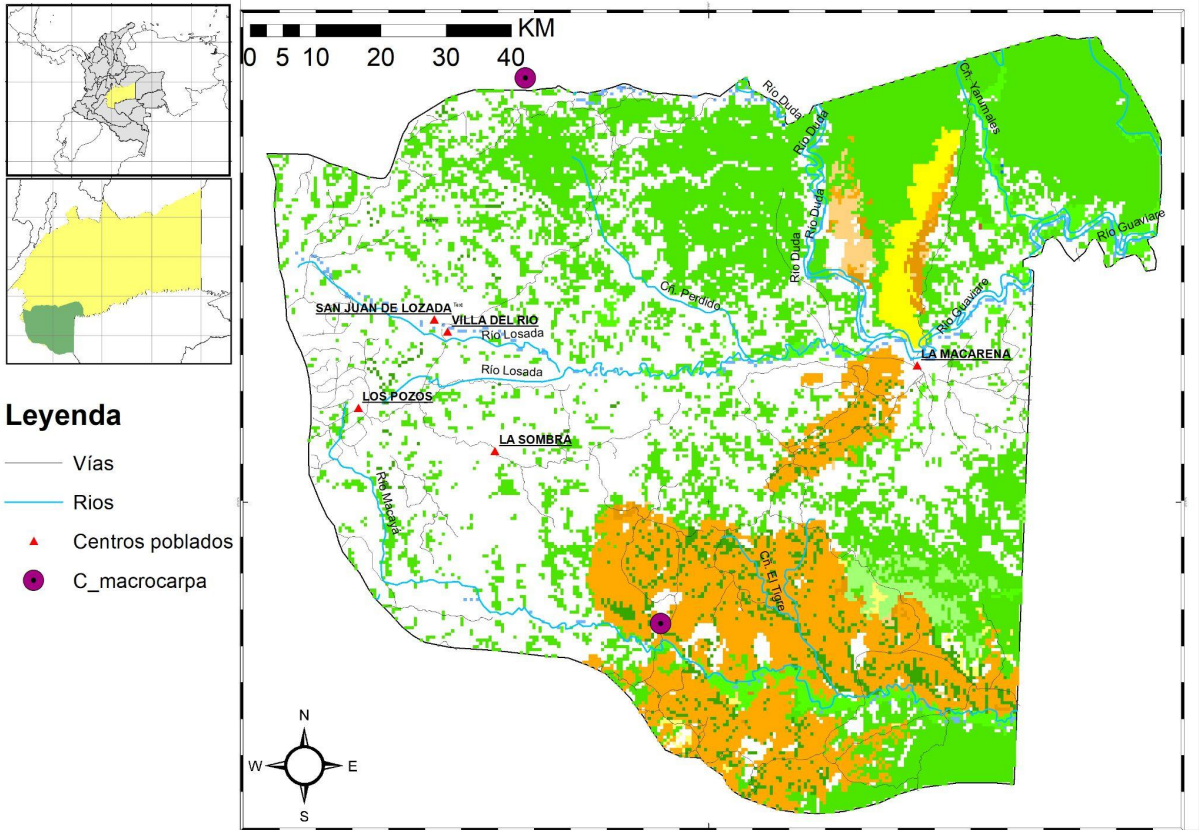 KM
0 5 10 20 30 40
Río Duda
Río Duda
Cñ. Yarumales
Río Duda
Río Duda
Río Guaviare
Cñ. Perdido
Río Guaviare
SAN JUAN DE LOZADA
Text
VILLA DEL RIO
Río Losada
Río Losada
LA MACARENA
LOS POZOS
LA SOMBRA
Río Macayá
Cñ. El Tigre
Leyenda
Vías
Rios
Centros poblados
C_macrocarpa
N
W E
S